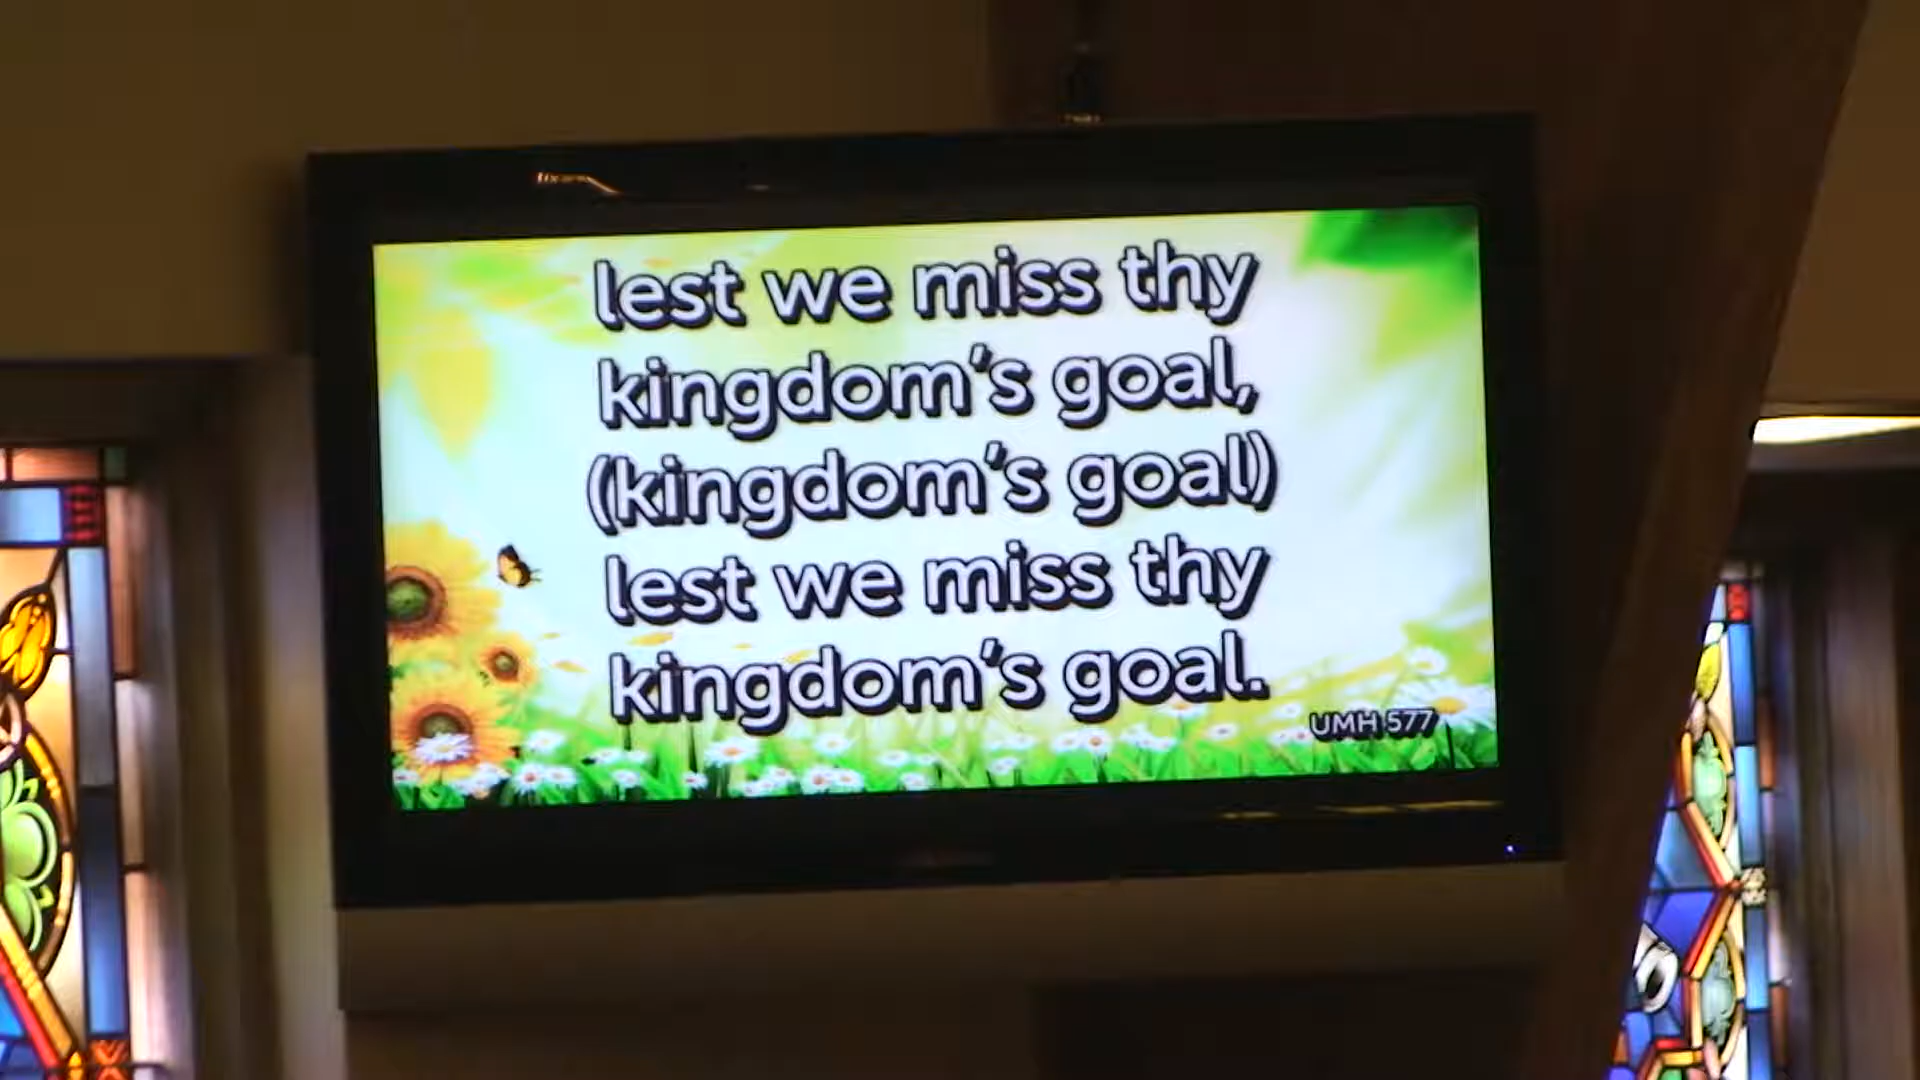 lest we miss thy
kingdom's goal,
(kingdom's goal)
lest we miss thy
kingdom's goal.
UMH 577